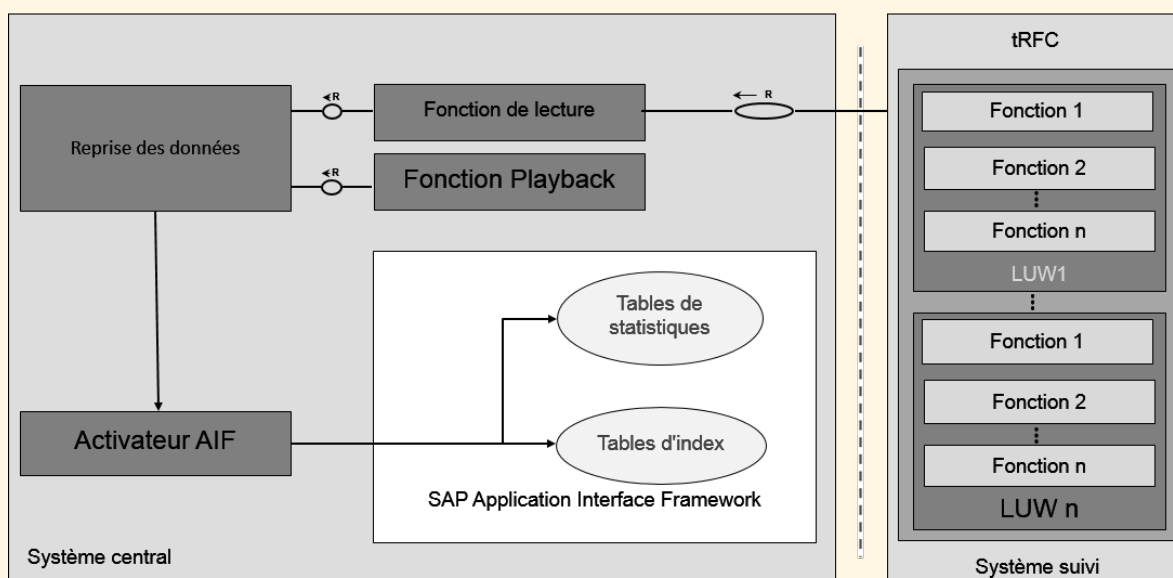 tRFC
R
R
Fonction de lecture
Reprise des données
R
Fonction Playback
Fonction 1
Fonction 2
Fonction n
LUW1
Tables de
statistiques
Fonction 1
Fonction 2
Activateur AIF
Tables d'index
Fonction n
SAP Application Interface Framework
LUW n
Système central
Système suivi